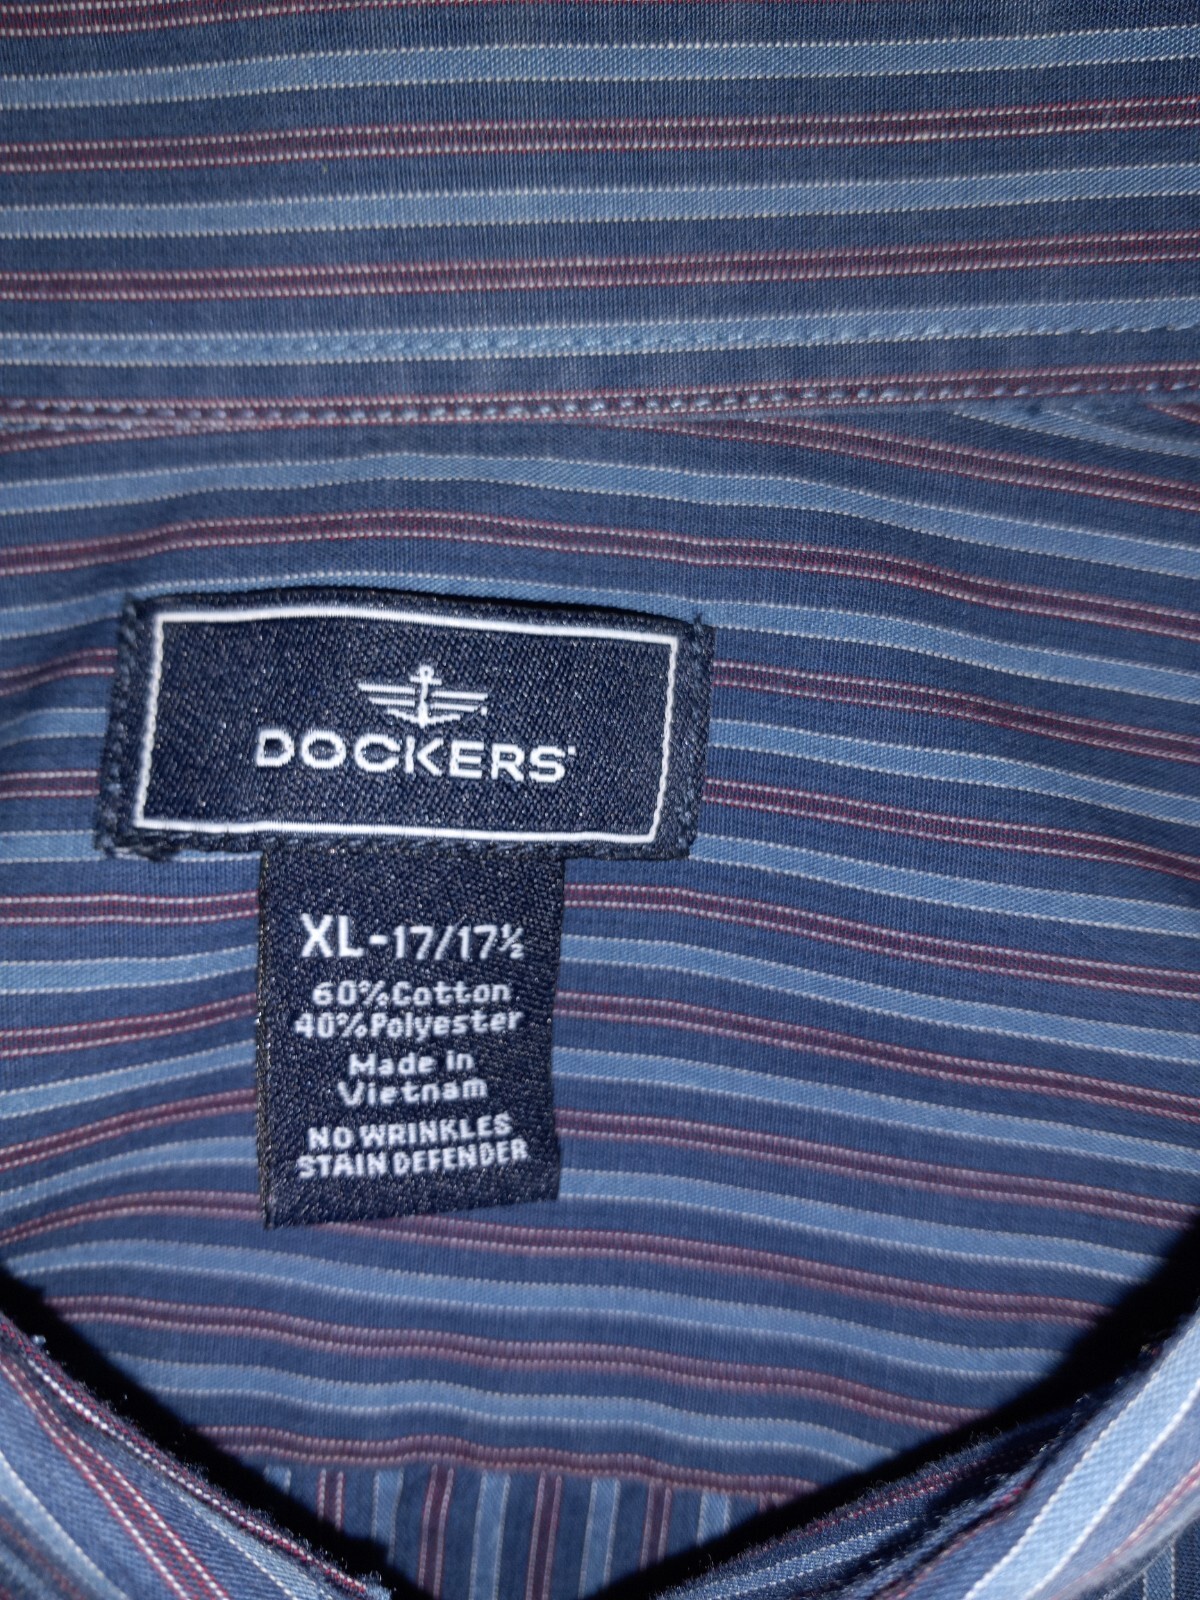 DOCKERS
XL-17/17½
60%Cotton
40%Polyester
Made in
Vietnam
NO WRINKLES
STAIN DEFENDER